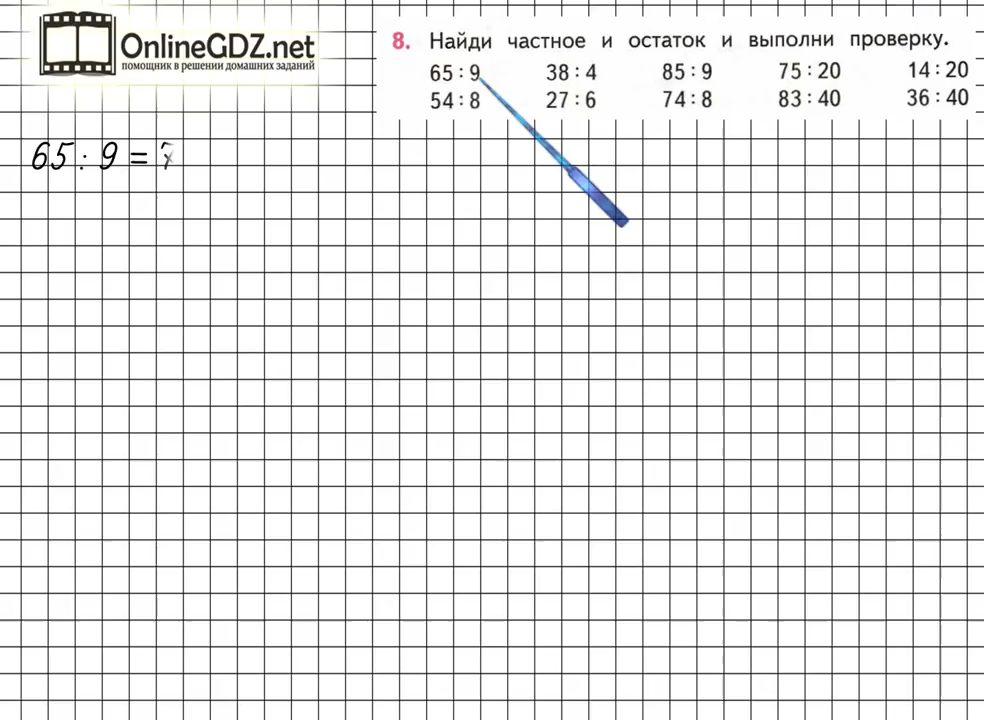 OnlineGDZ.net
помощник в решении домашних заданий
8. Найди частное и остаток и выполни проверку.
65 : 9 38 : 4 85 : 9 75 : 20 14 : 20
54 : 8 27 : 6 74 : 8 83 : 40 36 : 40
65 : 9 = 7